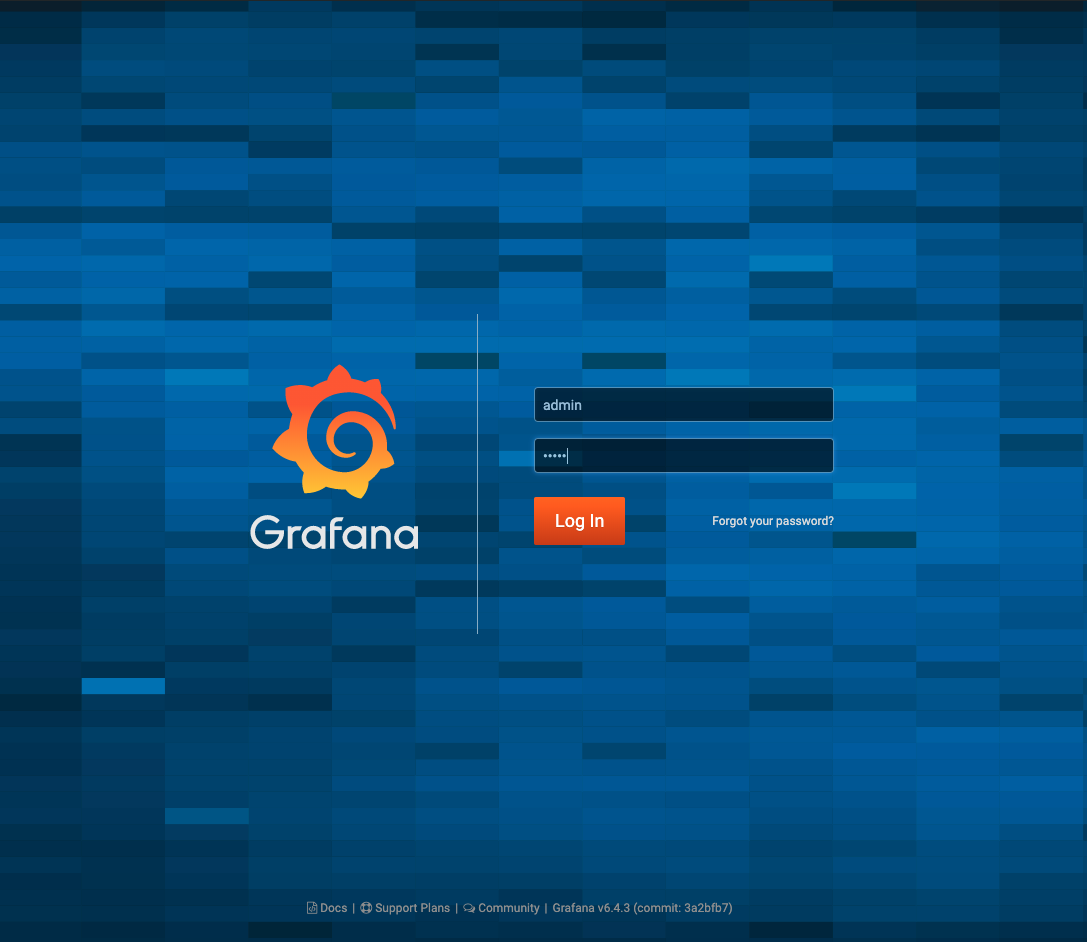 admin
•••••
Log In
Forgot your password?
Grafana
Docs | Support Plans | Community | Grafana v6.4.3 (commit: 3a2bfb7)